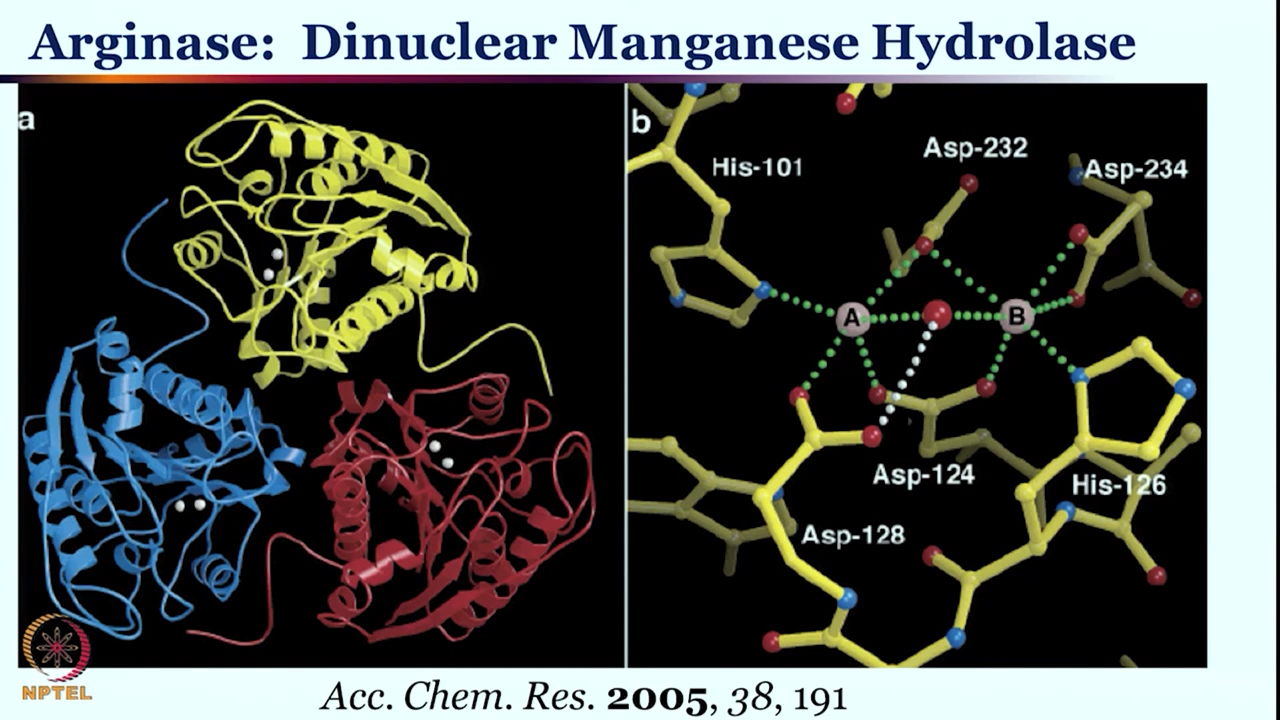 Arginase: Dinuclear Manganese Hydrolase
a
b
His-101
Asp-232
Asp-234
A
B
Asp-124
His-126
Asp-128
NPTEL
Acc. Chem. Res. 2005, 38, 191